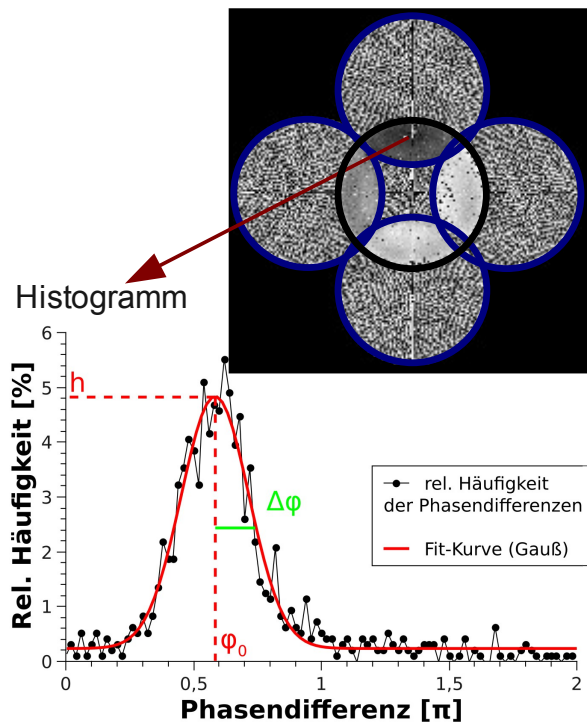 Histogramm
Rel. Häufigkeit [%]
6
5
4
3
2
1
0
h
Δφ
φ0
rel. Häufigkeit
der Phasendifferenzen
Fit-Kurve (Gauß)
0
0,5
1
1,5
2
Phasendifferenz [π]